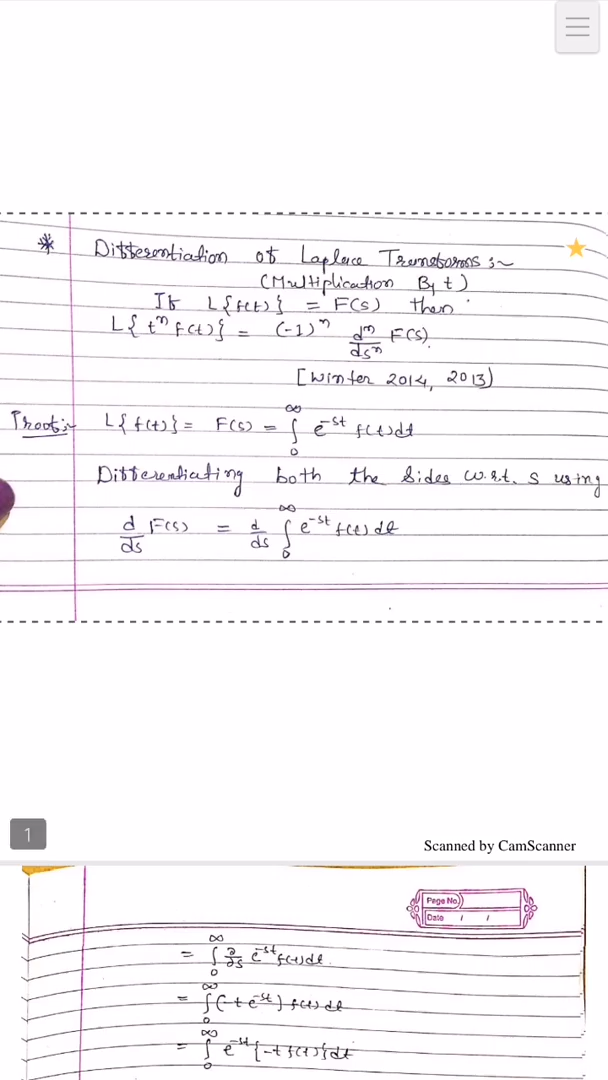 * Differentiation of Laplace Transforms :~
(Multiplication By t)
If L{f(t)} = F(s) then
L{tⁿ f(t)} = (-1)ⁿ dⁿ/dsⁿ F(s).
[Winter 2014, 2013)
Proof:~ L{f(t)} = F(s) = ∫₀^∞ e^-st f(t)dt
Differentiating both the sides w.r.t. s using
d/ds F(s) = d/ds ∫₀^∞ e^-st f(t) dt
1
Scanned by CamScanner
Page No.
Date / /
= ∫₀^∞ ∂/∂s e^-st f(t)dt.
= ∫₀^∞ (-t e^-st) f(t) dt
= ∫₀^∞ e^-st {-t f(t)}dt